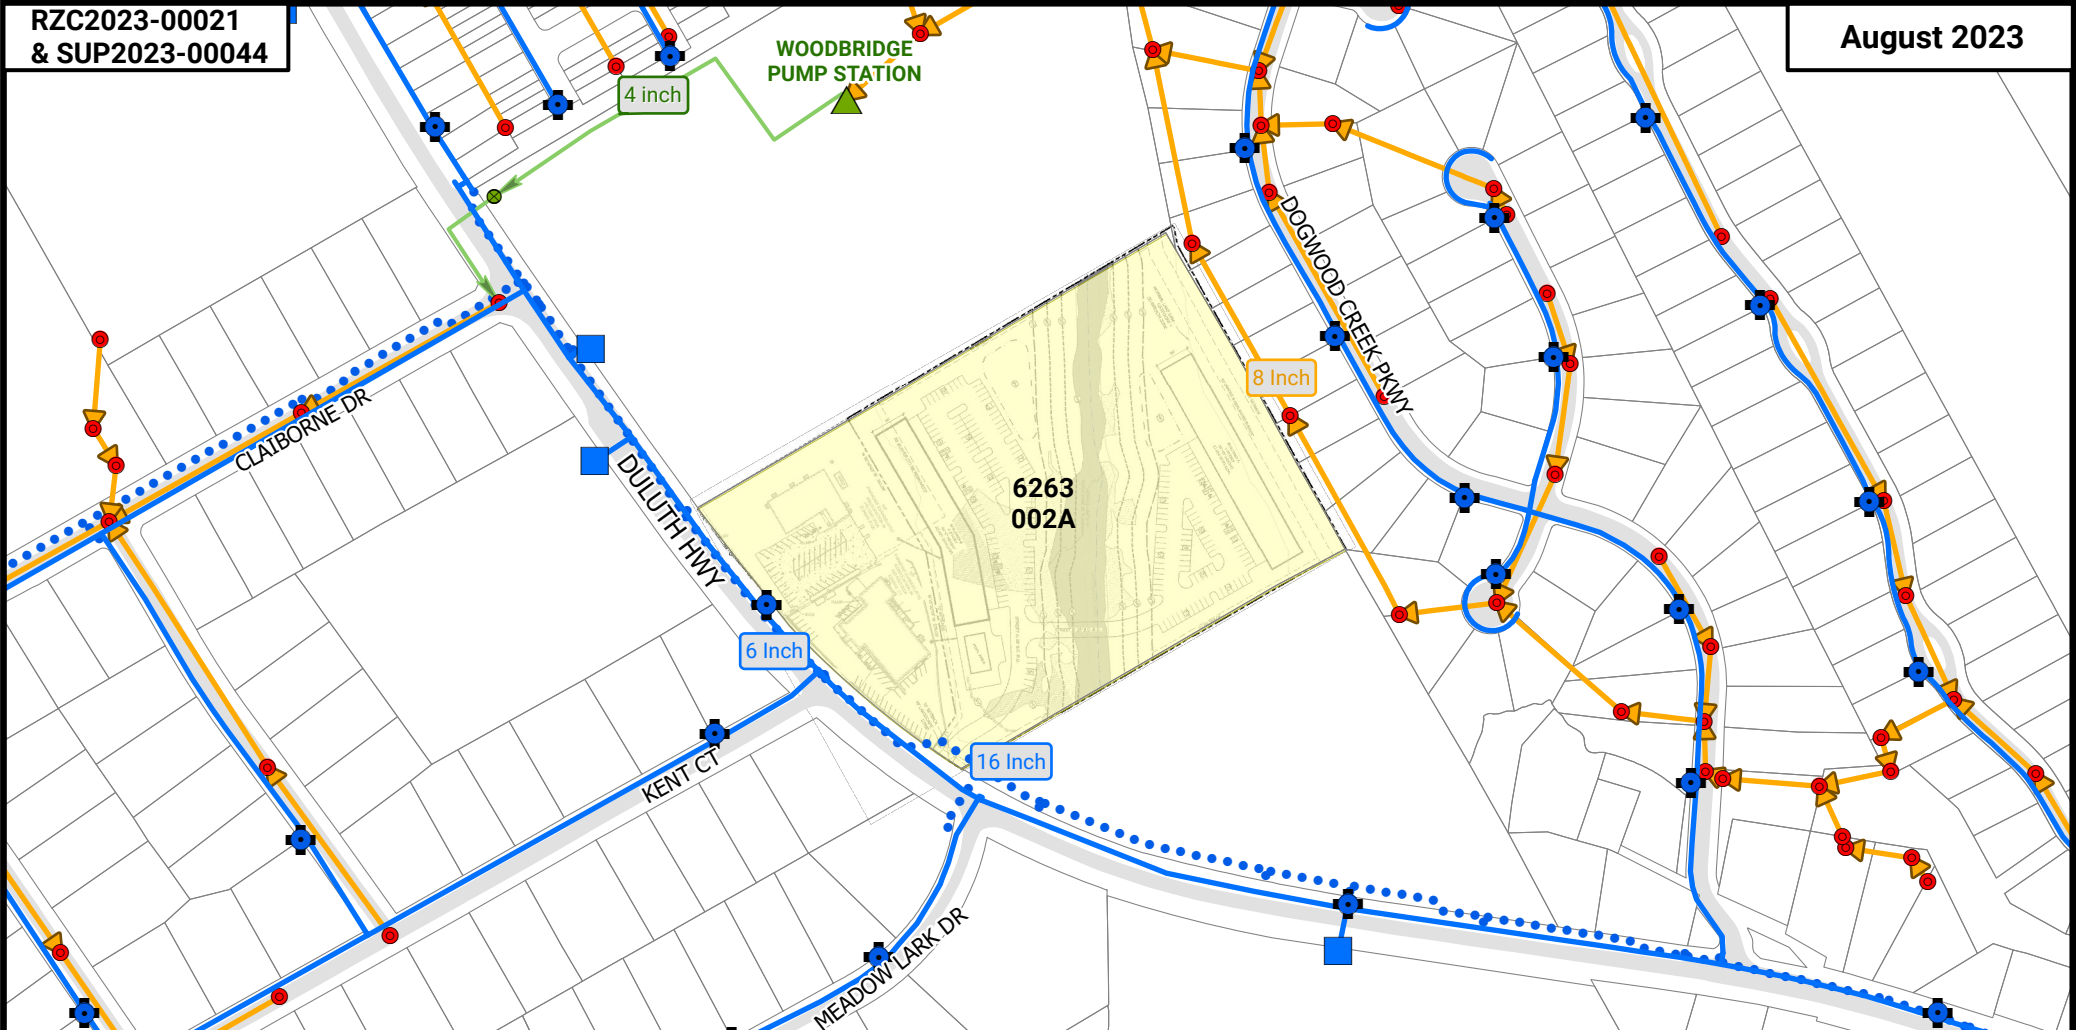 RZC2023-00021
& SUP2023-00044
August 2023
WOODBRIDGE
PUMP STATION
4 inch
DOGWOOD CREEK PKWY
8 Inch
CLAIBORNE DR
DULUTH HWY
6263
002A
6 Inch
16 Inch
KENT CT
MEADOW LARK DR